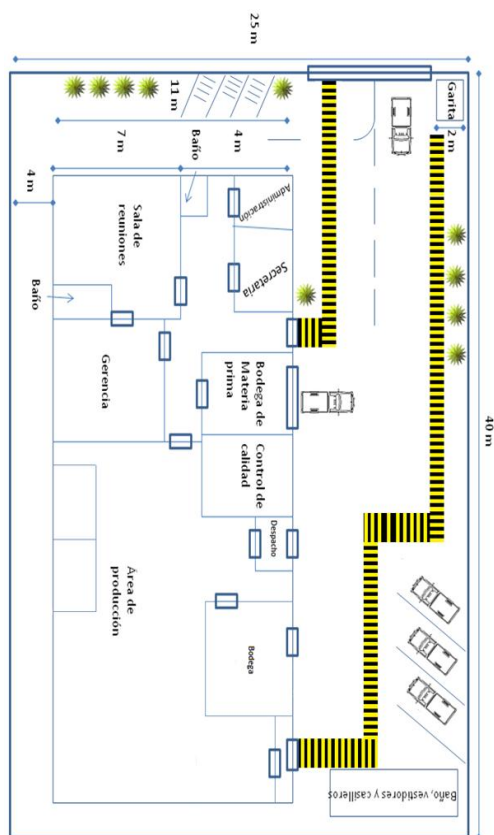 25 m
40 m
Garita
2 m
11 m
7 m
4 m
4 m
Baño
Administración
Secretaria
Sala de
reuniones
Baño
Gerencia
Bodega de
Materia
prima
Control de
calidad
Despacho
Bodega
Área de
producción
Baño, vestidores y casilleros